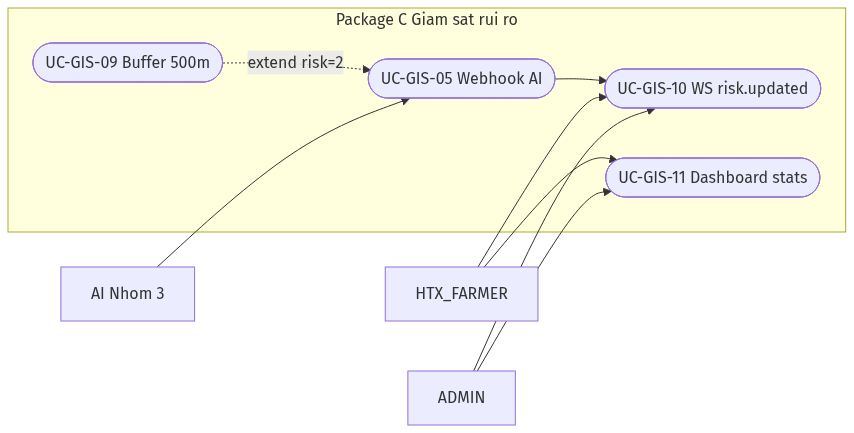 Package C Giam sat rui ro
UC-GIS-09 Buffer 500m
extend risk=2
UC-GIS-05 Webhook AI
UC-GIS-10 WS risk.updated
UC-GIS-11 Dashboard stats
AI Nhom 3
HTX_FARMER
ADMIN